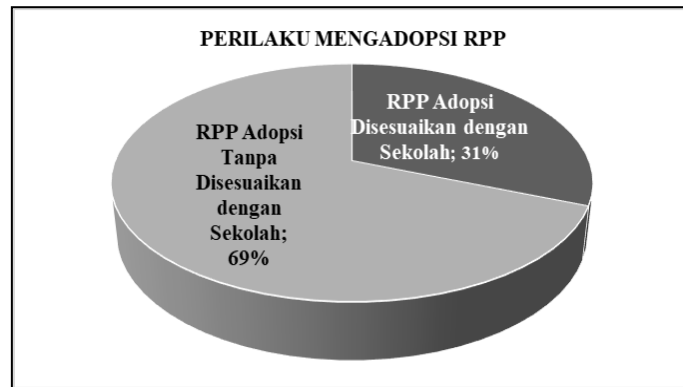 PERILAKU MENGADOPSI RPP
RPP Adopsi
Disesuaikan dengan
Sekolah; 31%
RPP Adopsi
Tanpa
Disesuaikan
dengan
Sekolah;
69%